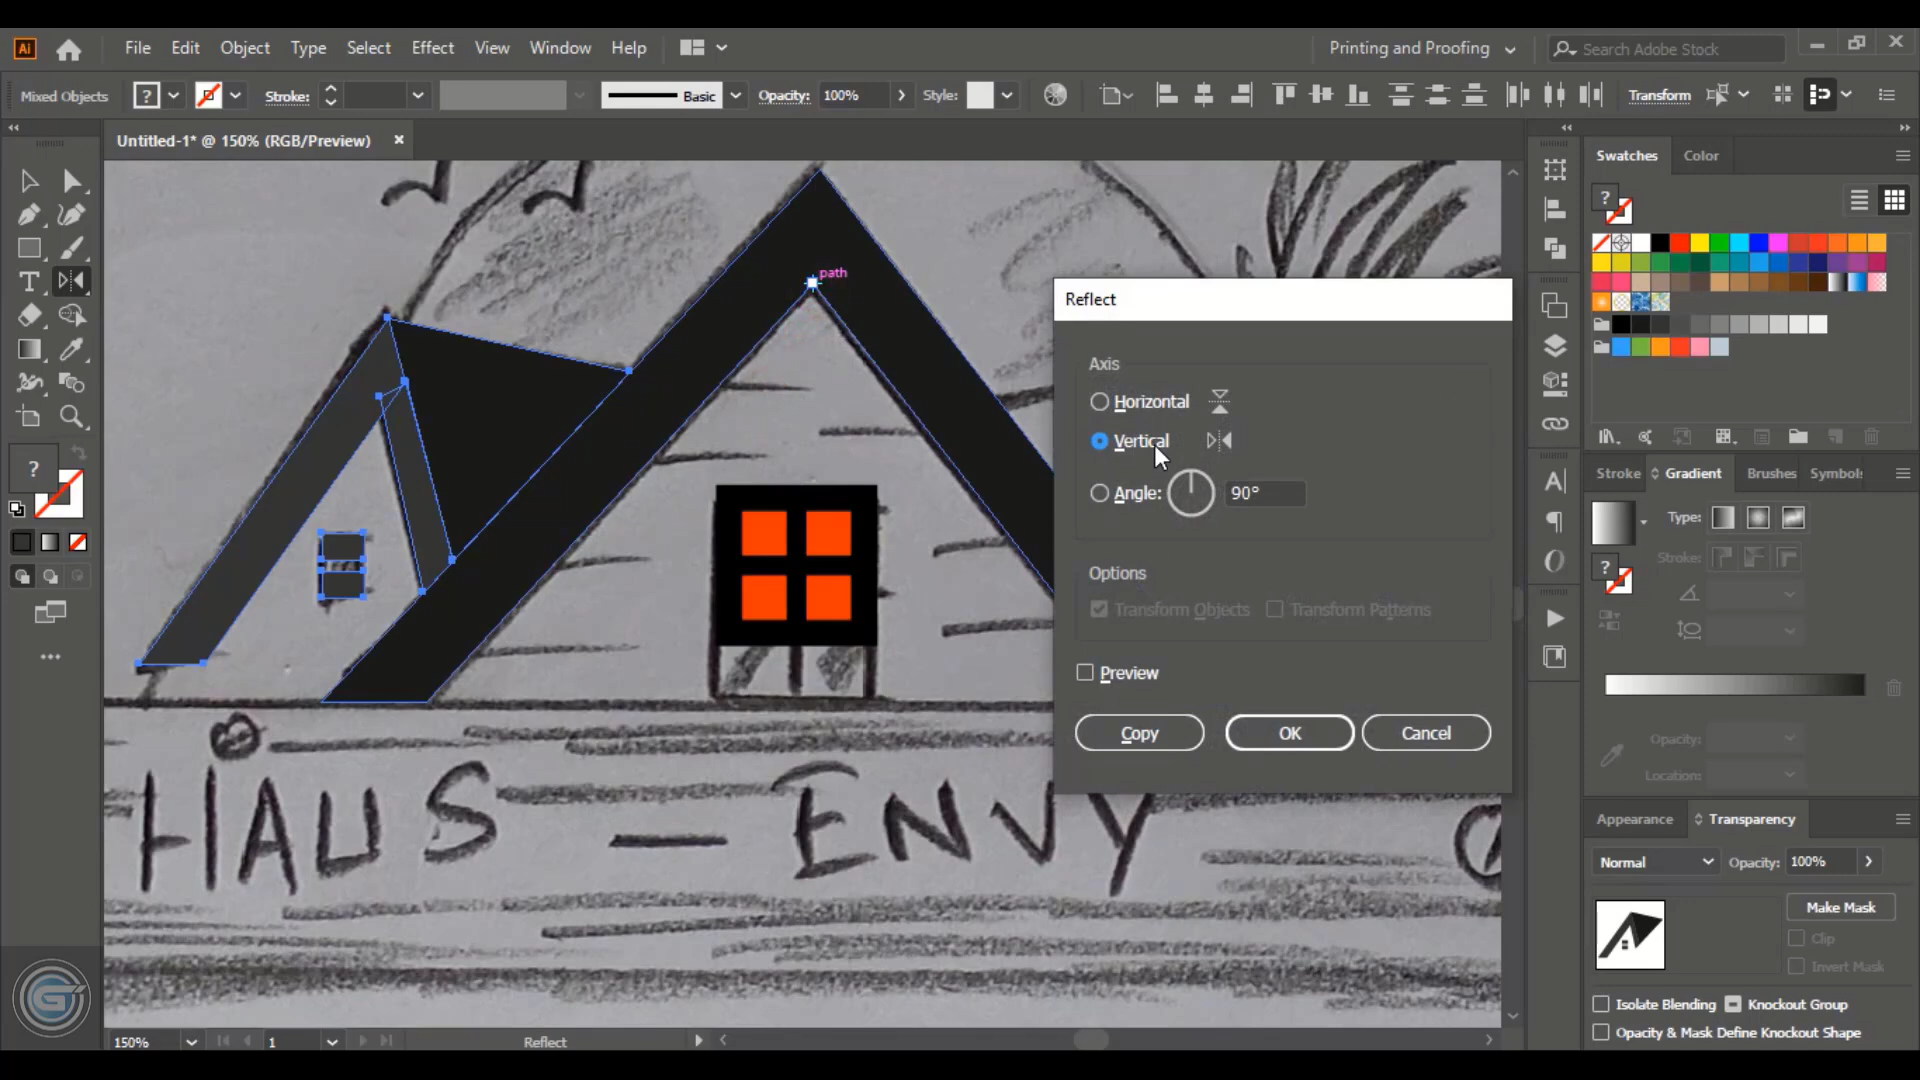 Ai File Edit Object Type Select Effect View Window Help Printing and Proofing Search Adobe Stock
Mixed Objects ? Stroke: Basic Opacity: 100% Style: Transform
Untitled-1* @ 150% (RGB/Preview)
Swatches Color
?
path
Reflect
Axis
Horizontal
Vertical
Angle: 90°
Options
Transform Objects Transform Patterns
Preview
Copy OK Cancel
?
Stroke Gradient Brushes Symbol
Type:
Stroke:
?
Opacity:
Location:
HAUS — ENVY
Appearance Transparency
Normal Opacity: 100%
Make Mask
Clip
Invert Mask
Isolate Blending Knockout Group
Opacity & Mask Define Knockout Shape
150% 1 Reflect